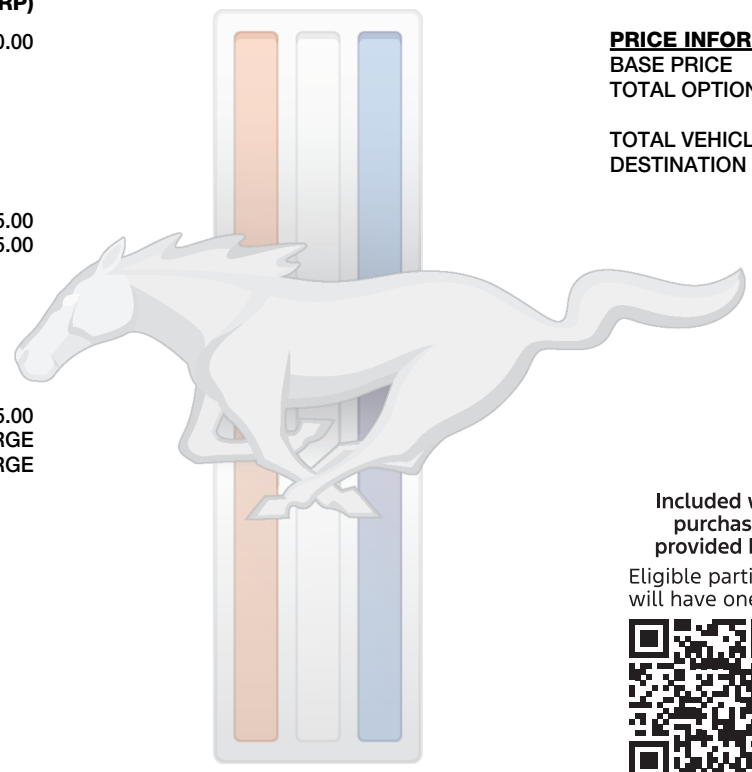 RP)
0.00
5.00
5.00
5.00
RGE
RGE
PRICE INFOR
BASE PRICE
TOTAL OPTION
TOTAL VEHICL
DESTINATION
Included w
purchas
provided b
Eligible parti
will have one